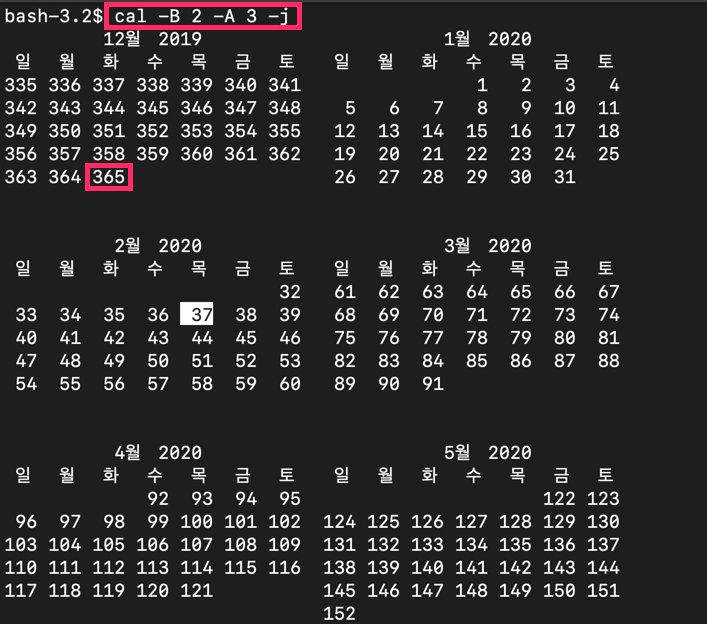 bash-3.2$ cal -B 2 -A 3 -j
12월 2019 1월 2020
일 월 화 수 목 금 토 일 월 화 수 목 금 토
335 336 337 338 339 340 341 1 2 3 4
342 343 344 345 346 347 348 5 6 7 8 9 10 11
349 350 351 352 353 354 355 12 13 14 15 16 17 18
356 357 358 359 360 361 362 19 20 21 22 23 24 25
363 364 365 26 27 28 29 30 31
2월 2020 3월 2020
일 월 화 수 목 금 토 일 월 화 수 목 금 토
32 61 62 63 64 65 66 67
33 34 35 36 37 38 39 68 69 70 71 72 73 74
40 41 42 43 44 45 46 75 76 77 78 79 80 81
47 48 49 50 51 52 53 82 83 84 85 86 87 88
54 55 56 57 58 59 60 89 90 91
4월 2020 5월 2020
일 월 화 수 목 금 토 일 월 화 수 목 금 토
92 93 94 95 122 123
96 97 98 99 100 101 102 124 125 126 127 128 129 130
103 104 105 106 107 108 109 131 132 133 134 135 136 137
110 111 112 113 114 115 116 138 139 140 141 142 143 144
117 118 119 120 121 145 146 147 148 149 150 151
152